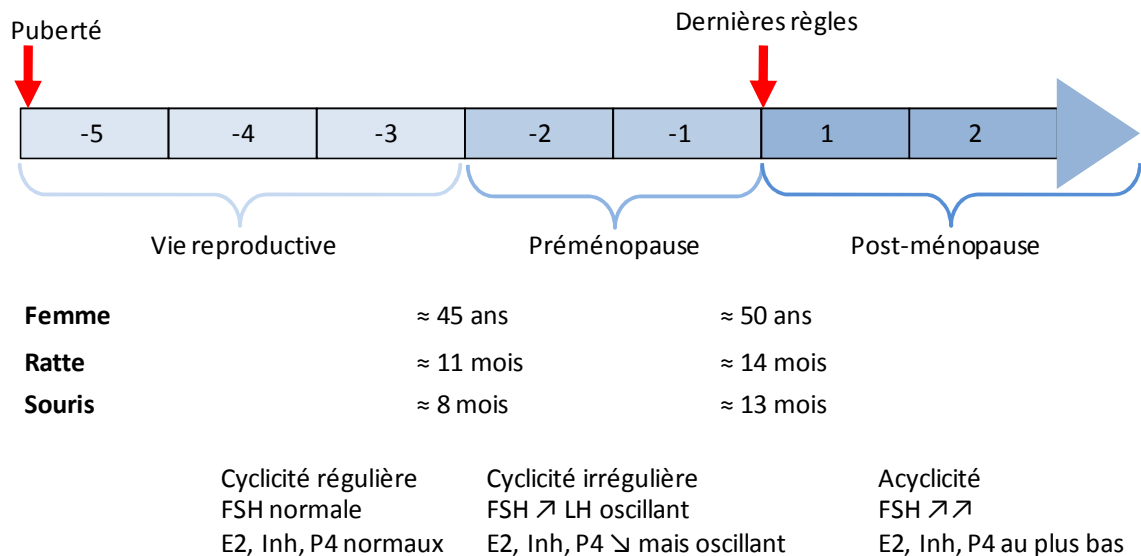 Puberté
Dernières règles
-5 -4 -3 -2 -1 1 2
Vie reproductive Préménopause Post-ménopause
Femme ≈ 45 ans ≈ 50 ans
Ratte ≈ 11 mois ≈ 14 mois
Souris ≈ 8 mois ≈ 13 mois
Cyclicité régulière Cyclicité irrégulière Acyclicité
FSH normale FSH ↗ LH oscillant FSH ↗↗
E2, Inh, P4 normaux E2, Inh, P4 ↘ mais oscillant E2, Inh, P4 au plus bas